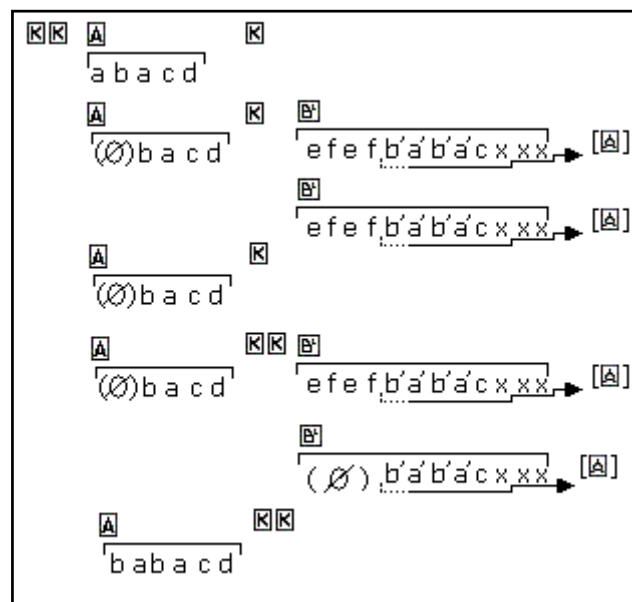 K K A K
a b a c d
A K B'
(Ø) b a c d e f e f b' a' b' a' c x x x [A]
B'
e f e f b' a' b' a' c x x x [A]
A K
(Ø) b a c d
A K K B'
(Ø) b a c d e f e f b' a' b' a' c x x x [A]
B'
(Ø) b' a' b' a' c x x x [A]
A K K
b a b a c d